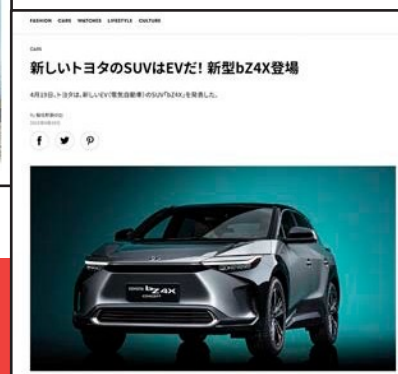 FASHION CARS WATCHES LIFESTYLE CULTURE
Cars
新しいトヨタのSUVはEVだ! 新型bZ4X登場
4月19日、トヨタは、新しいEV(電気自動車)のSUV「bZ4X」を発表した。
TOYOTA bZ4X
CONCEPT